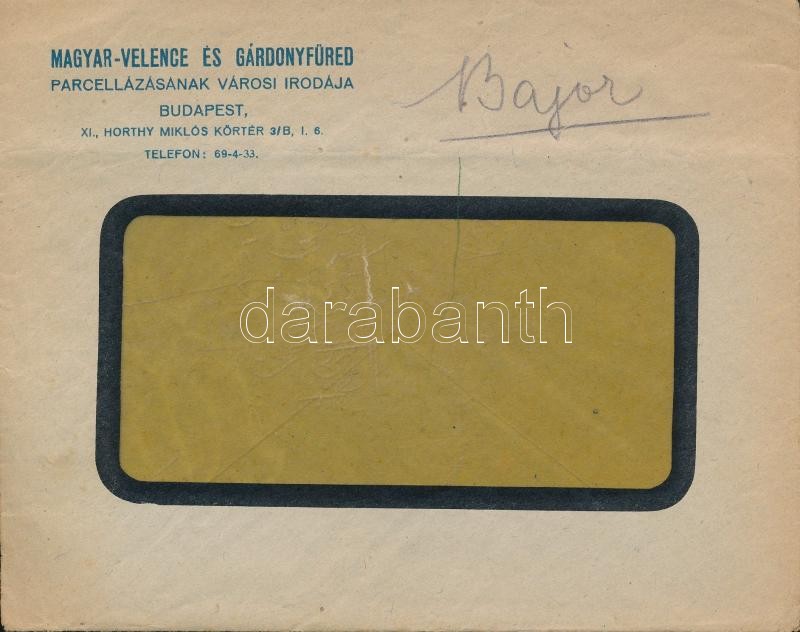 MAGYAR-VELENCE ÉS GÁRDONYFÜRED
PARCELLÁZÁSÁNAK VÁROSI IRODÁJA
BUDAPEST,
XI., HORTHY MIKLÓS KÖRTÉR 3/B, I. 6.
TELEFON: 69-4-33.
Bajor
darabanth